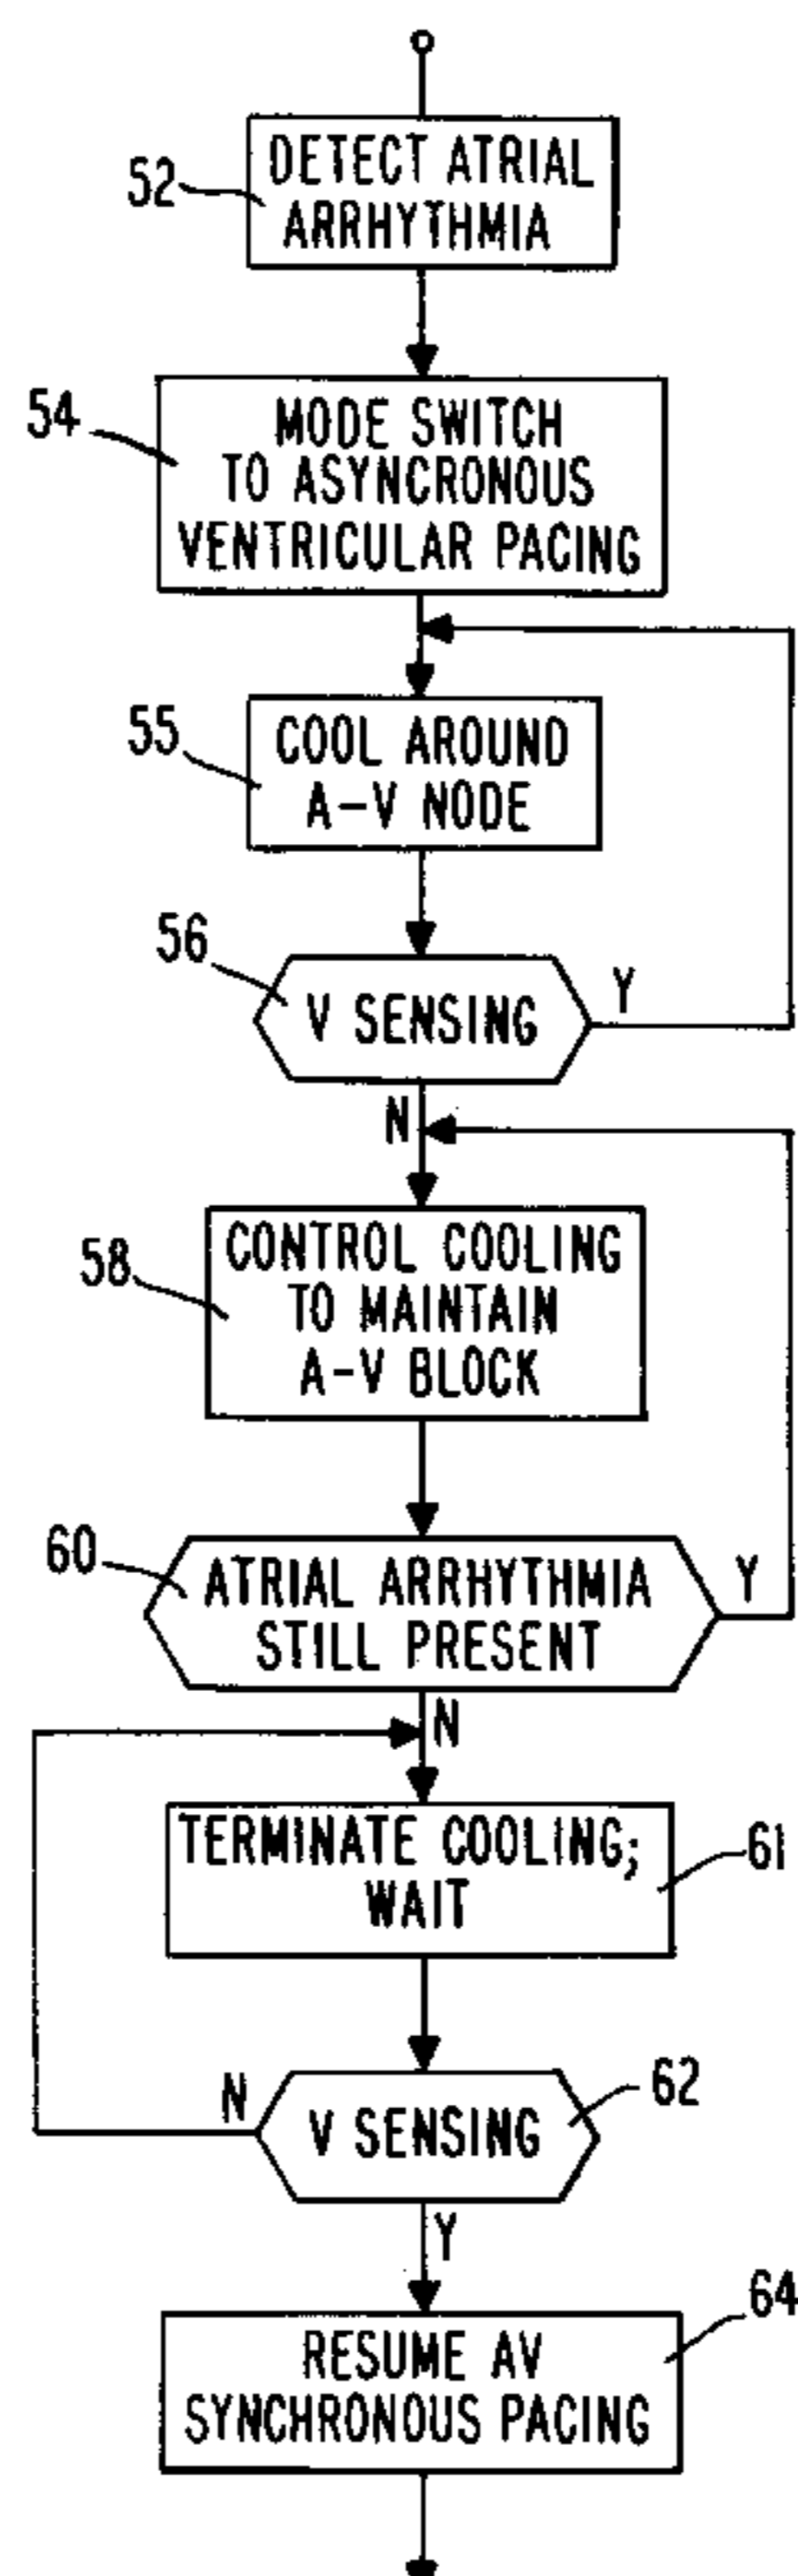 52
DETECT ATRIAL
ARRHYTHMIA
54
MODE SWITCH
TO ASYNCRONOUS
VENTRICULAR PACING
55
COOL AROUND
A-V NODE
56
V SENSING
Y
N
58
CONTROL COOLING
TO MAINTAIN
A-V BLOCK
60
ATRIAL ARRHYTHMIA
STILL PRESENT
Y
N
TERMINATE COOLING;
WAIT
61
N
V SENSING
62
Y
64
RESUME AV
SYNCHRONOUS PACING